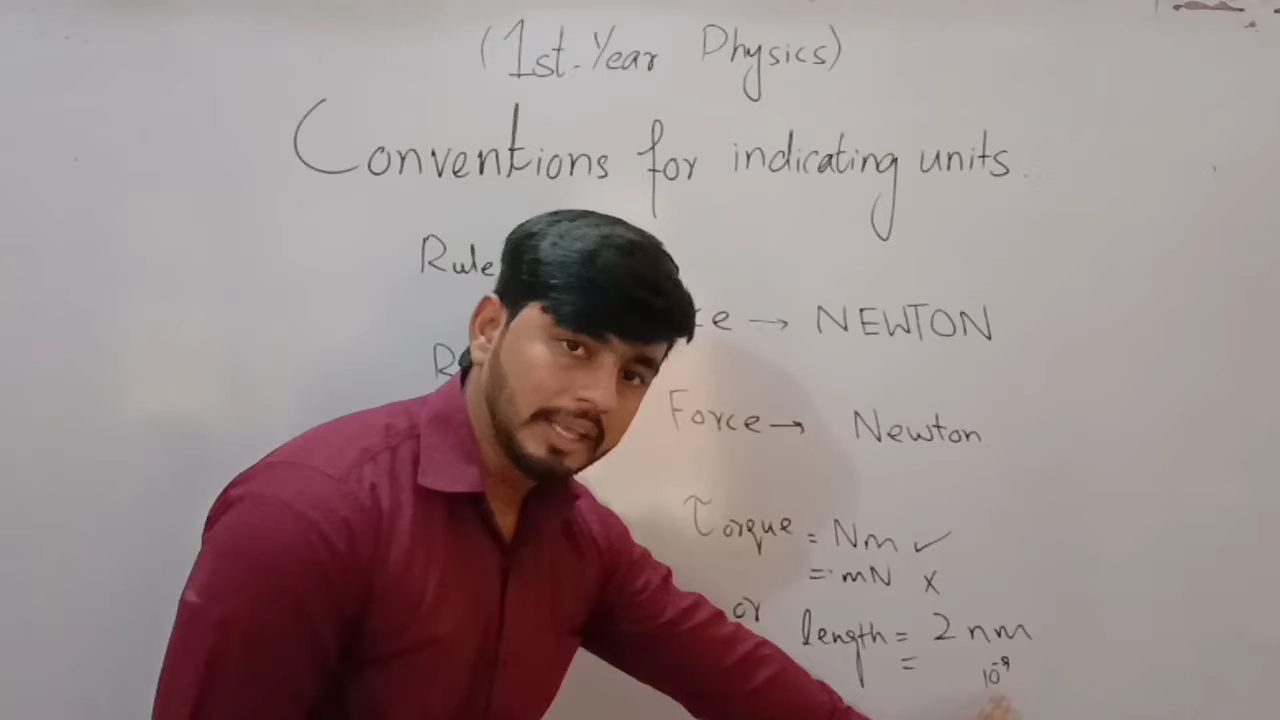 (1st-Year Physics)
Conventions for indicating units.
Rule
→ NEWTON
Force → Newton
Torque = Nm ✓
= mN x
or length = 2 nm
= 10⁻⁹